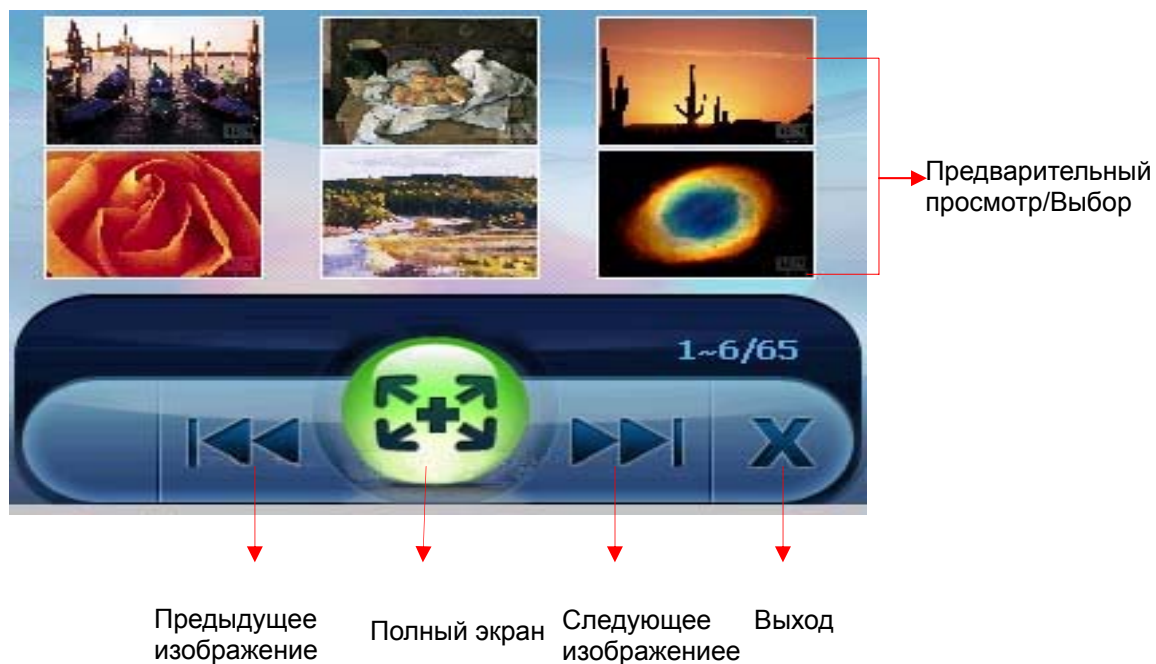 Предварительный
просмотр/Выбор
1~6/65
Предыдущее
изображение
Полный экран
Следующее
изображениее
Выход